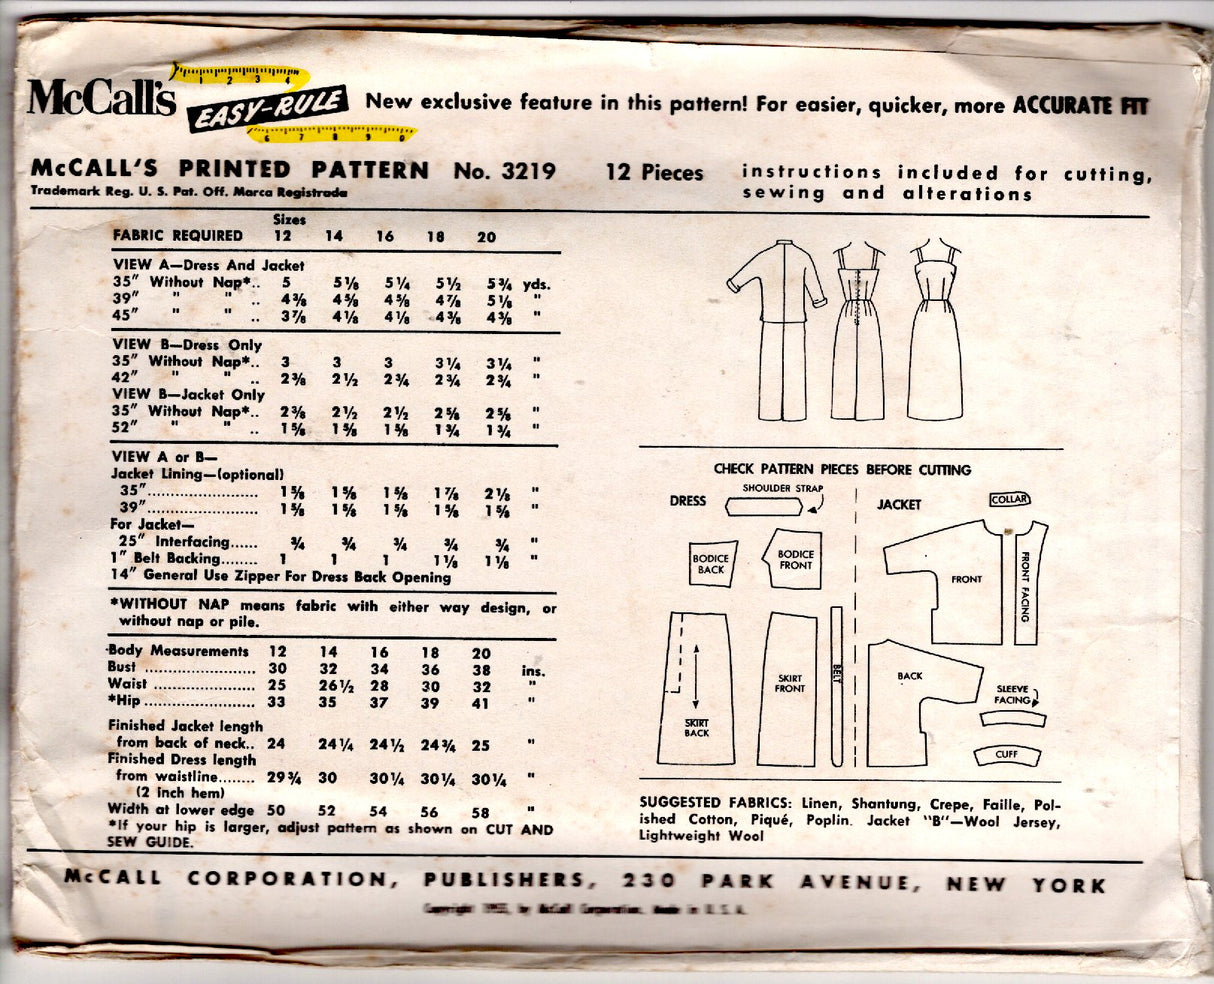 McCall's EASY-RULE New exclusive feature in this pattern! For easier, quicker, more ACCURATE FIT
1 2 3 4
6 7 8 9 0
McCALL'S PRINTED PATTERN No. 3219 12 Pieces instructions included for cutting,
Trademark Reg. U. S. Pat. Off. Marca Registrada sewing and alterations
Sizes
FABRIC REQUIRED 12 14 16 18 20
VIEW A—Dress And Jacket
35" Without Nap*.. 5 5⅛ 5¼ 5½ 5¾ yds.
39" " " .. 4⅜ 4⅝ 4⅝ 4⅞ 5⅛ "
45" " " .. 3⅞ 4⅛ 4⅛ 4⅜ 4⅜ "
VIEW B—Dress Only
35" Without Nap*.. 3 3 3 3¼ 3¼ "
42" " " .. 2⅜ 2½ 2¾ 2¾ 2¾ "
VIEW B—Jacket Only
35" Without Nap*.. 2⅜ 2½ 2½ 2⅝ 2⅝ "
52" " " .. 1⅝ 1⅝ 1⅝ 1¾ 1¾ "
VIEW A or B—
Jacket Lining—(optional)
35"........................ 1⅝ 1⅝ 1⅝ 1⅞ 2⅛ "
39"........................ 1⅝ 1⅝ 1⅝ 1⅝ 1⅝ "
For Jacket—
25" Interfacing...... ¾ ¾ ¾ ¾ ¾ "
1" Belt Backing........ 1 1 1 1⅛ 1⅛ "
14" General Use Zipper For Dress Back Opening
*WITHOUT NAP means fabric with either way design, or
without nap or pile.
Body Measurements 12 14 16 18 20
Bust ........................ 30 32 34 36 38 ins.
Waist ...................... 25 26½ 28 30 32 "
*Hip ........................ 33 35 37 39 41 "
Finished Jacket length
from back of neck.. 24 24¼ 24½ 24¾ 25 "
Finished Dress length
from waistline........ 29¾ 30 30¼ 30¼ 30¼ "
(2 inch hem)
Width at lower edge 50 52 54 56 58 "
*If your hip is larger, adjust pattern as shown on CUT AND
SEW GUIDE.
CHECK PATTERN PIECES BEFORE CUTTING
DRESS
SHOULDER STRAP
BODICE
BACK
BODICE
FRONT
SKIRT
BACK
SKIRT
FRONT
BELT
JACKET
COLLAR
FRONT
FRONT FACING
BACK
SLEEVE
FACING
CUFF
SUGGESTED FABRICS: Linen, Shantung, Crepe, Faille, Pol-
ished Cotton, Piqué, Poplin. Jacket "B"—Wool Jersey,
Lightweight Wool
McCALL CORPORATION, PUBLISHERS, 230 PARK AVENUE, NEW YORK
Copyright by McCall Corporation. Made in U. S. A.